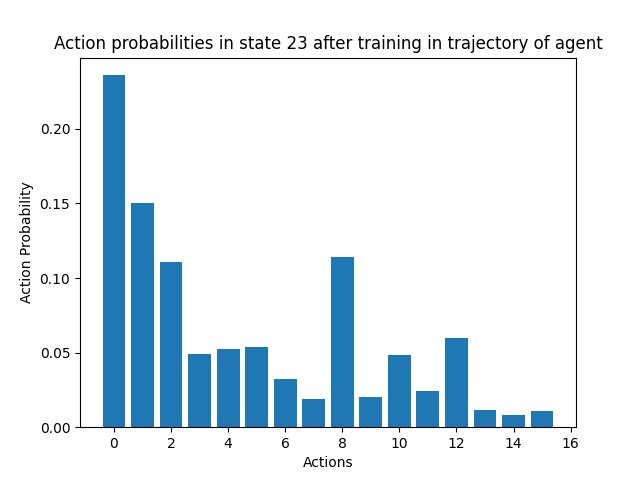 Action probabilities in state 23 after training in trajectory of agent
Action Probability
0.20
0.15
0.10
0.05
0.00
0 2 4 6 8 10 12 14 16
Actions